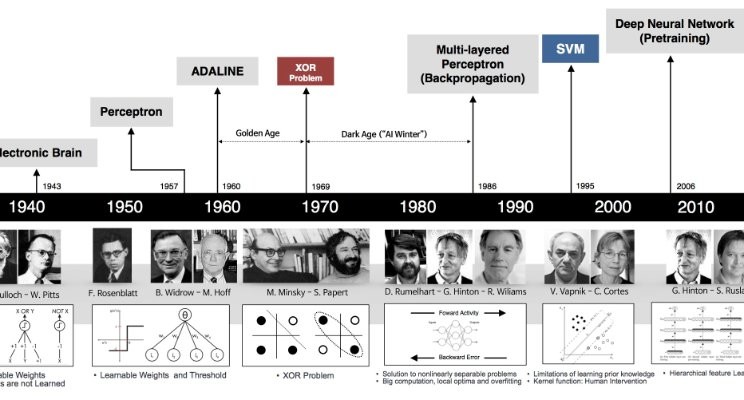 Deep Neural Network
(Pretraining)
Multi-layered
Perceptron
(Backpropagation)
SVM
ADALINE
XOR
Problem
Perceptron
Golden Age
Dark Age ("AI Winter")
lectronic Brain
1943
1957
1960
1969
1986
1995
2006
1940
1950
1960
1970
1980
1990
2000
2010
ulloch – W. Pitts
F. Rosenblatt
B. Widrow – M. Hoff
M. Minsky – S. Papert
D. Rumelhart – G. Hinton – R. Wiliams
V. Vapnik – C. Cortes
G. Hinton – S. Rusla
X OR Y
NOT X
+1
+1
-1
X
Y
X
Foward Activity
Backward Error
able Weights
s are not Learned
• Learnable Weights and Threshold
• XOR Problem
• Solution to nonlinearly separable problems
• Big computation, local optima and overfitting
• Limitations of learning prior knowledge
• Kernel function: Human Intervention
• Hierarchical feature Lea